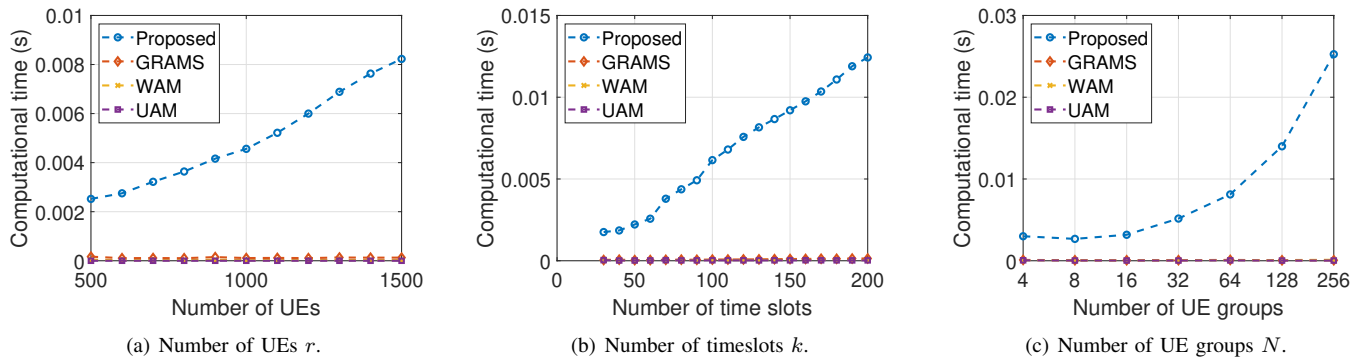 0.01
0.008
0.006
0.004
0.002
0
Computational time (s)
Proposed
GRAMS
WAM
UAM
500
1000
1500
Number of UEs
(a) Number of UEs r.
0.015
0.01
0.005
0
Computational time (s)
Proposed
GRAMS
WAM
UAM
0
50
100
150
200
Number of time slots
(b) Number of timeslots k.
0.03
0.02
0.01
0
Computational time (s)
Proposed
GRAMS
WAM
UAM
4
8
16
32
64
128
256
Number of UE groups
(c) Number of UE groups N.